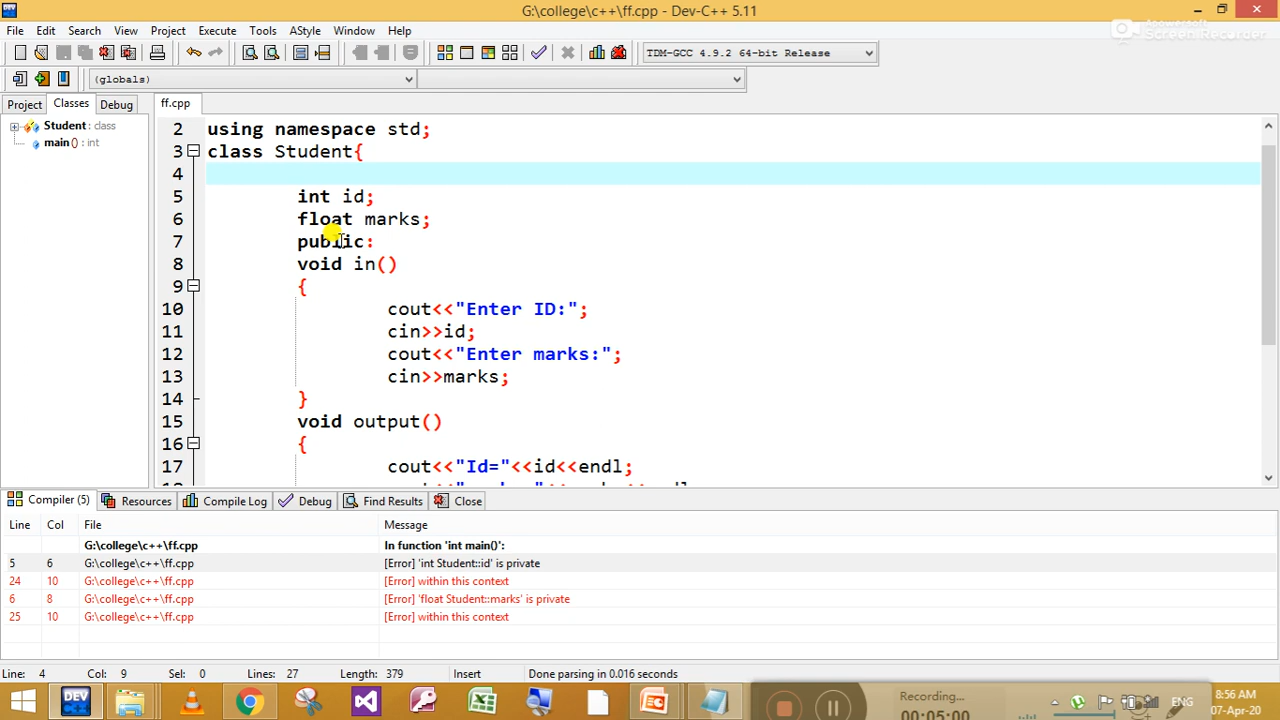 G:\college\c++\ff.cpp - Dev-C++ 5.11
File Edit Search View Project Execute Tools AStyle Window Help
Screen Recorder
TDM-GCC 4.9.2 64-bit Release
(globals)
Project Classes Debug
ff.cpp
Student : class
main() : int
2 using namespace std;
3 class Student{
4
5 int id;
6 float marks;
7 public:
8 void in()
9 {
10 cout<<"Enter ID:";
11 cin>>id;
12 cout<<"Enter marks:";
13 cin>>marks;
14 }
15 void output()
16 {
17 cout<<"Id="<<id<<endl;
Compiler (5) Resources Compile Log Debug Find Results Close
Line Col File Message
G:\college\c++\ff.cpp In function 'int main()':
5 6 G:\college\c++\ff.cpp [Error] 'int Student::id' is private
24 10 G:\college\c++\ff.cpp [Error] within this context
6 8 G:\college\c++\ff.cpp [Error] 'float Student::marks' is private
25 10 G:\college\c++\ff.cpp [Error] within this context
Line: 4 Col: 9 Sel: 0 Lines: 27 Length: 379 Insert Done parsing in 0.016 seconds
DEV
Recording...
00:05:00
ENG
8:56 AM
07-Apr-20